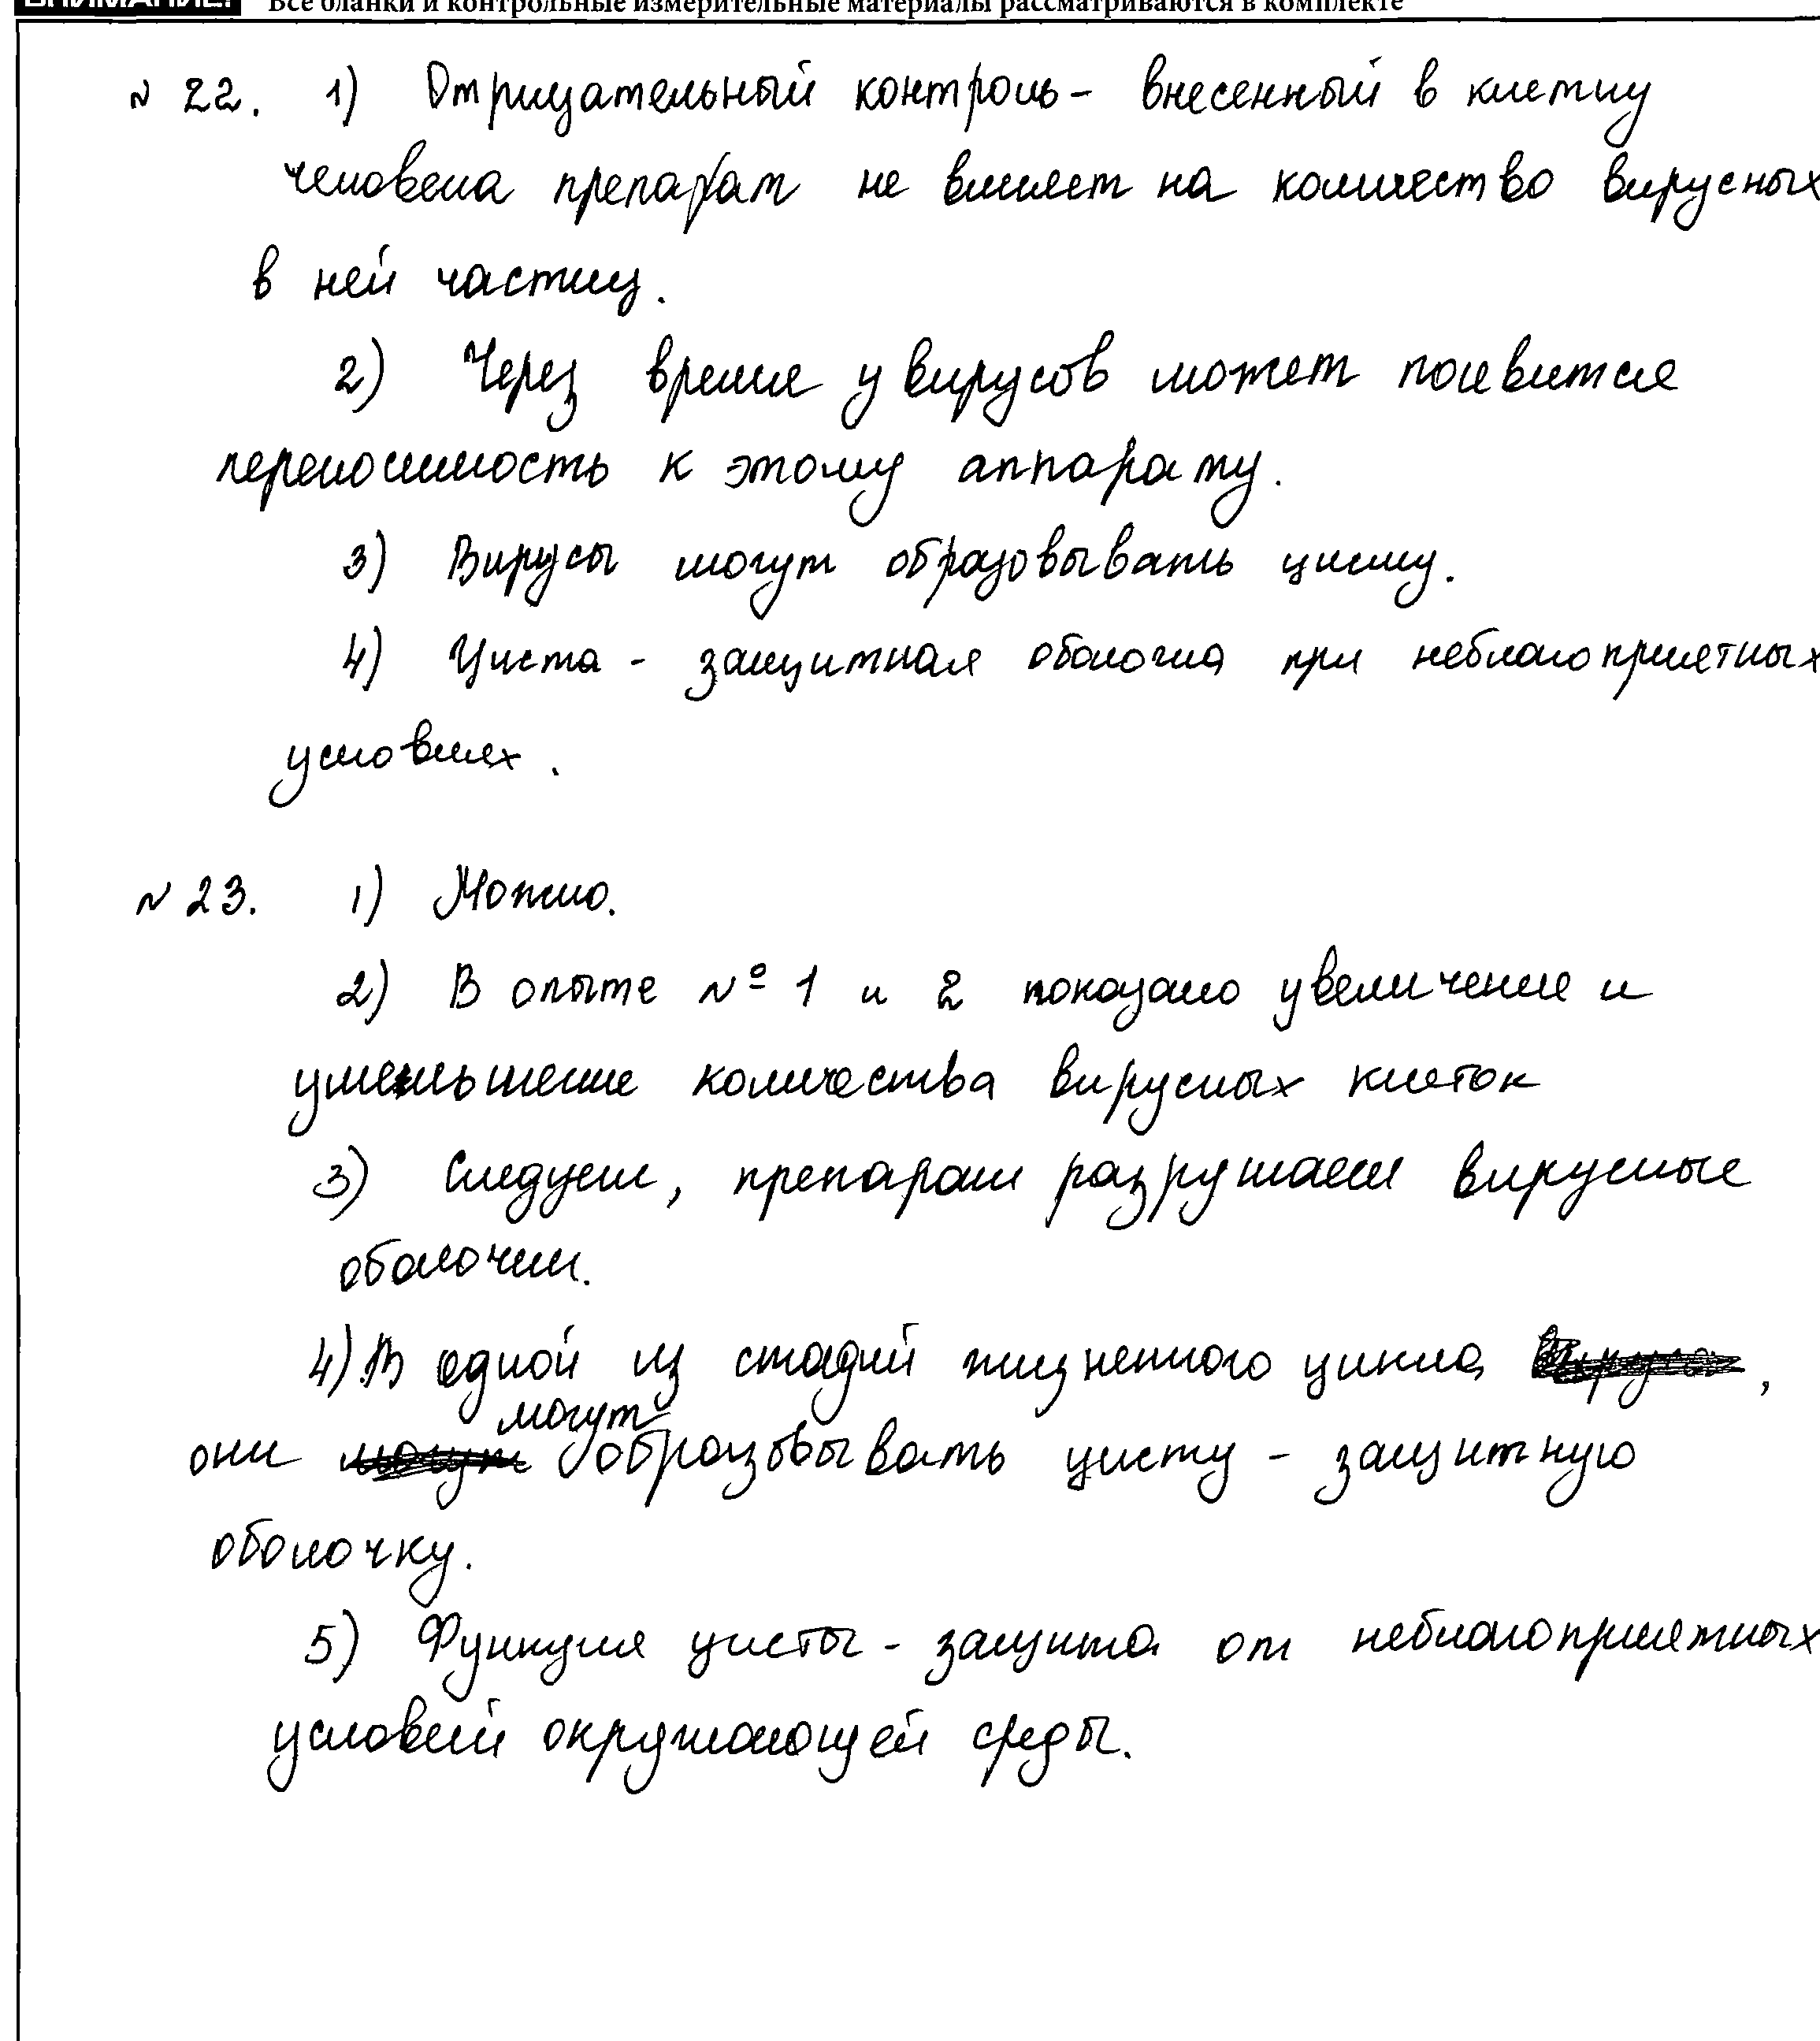 ВНИМАНИЕ! Все бланки и контрольные измерительные материалы рассматриваются в комплекте
№ 22. 1) Отрицательный контроль - внесенный в клетку
человека препарат не влияет на количество вирусных
в ней частиц.
2) Через время у вирусов может появится
переносимость к этому аппарату.
3) Вирусы могут образовывать цисту.
4) Циста - защитная оболочка при неблагоприятных
условиях.
№ 23. 1) Можно.
2) В опыте № 1 и 2 показано увеличение и
уменьшение количества вирусных клеток
3) Следует, препарат разрушает вирусные
оболочки.
4) В одной из стадий жизненного цикла,
они могут образовывать цисту - защитную
оболочку.
5) Функция цисты - защита от неблагоприятных
условий окружающей среды.